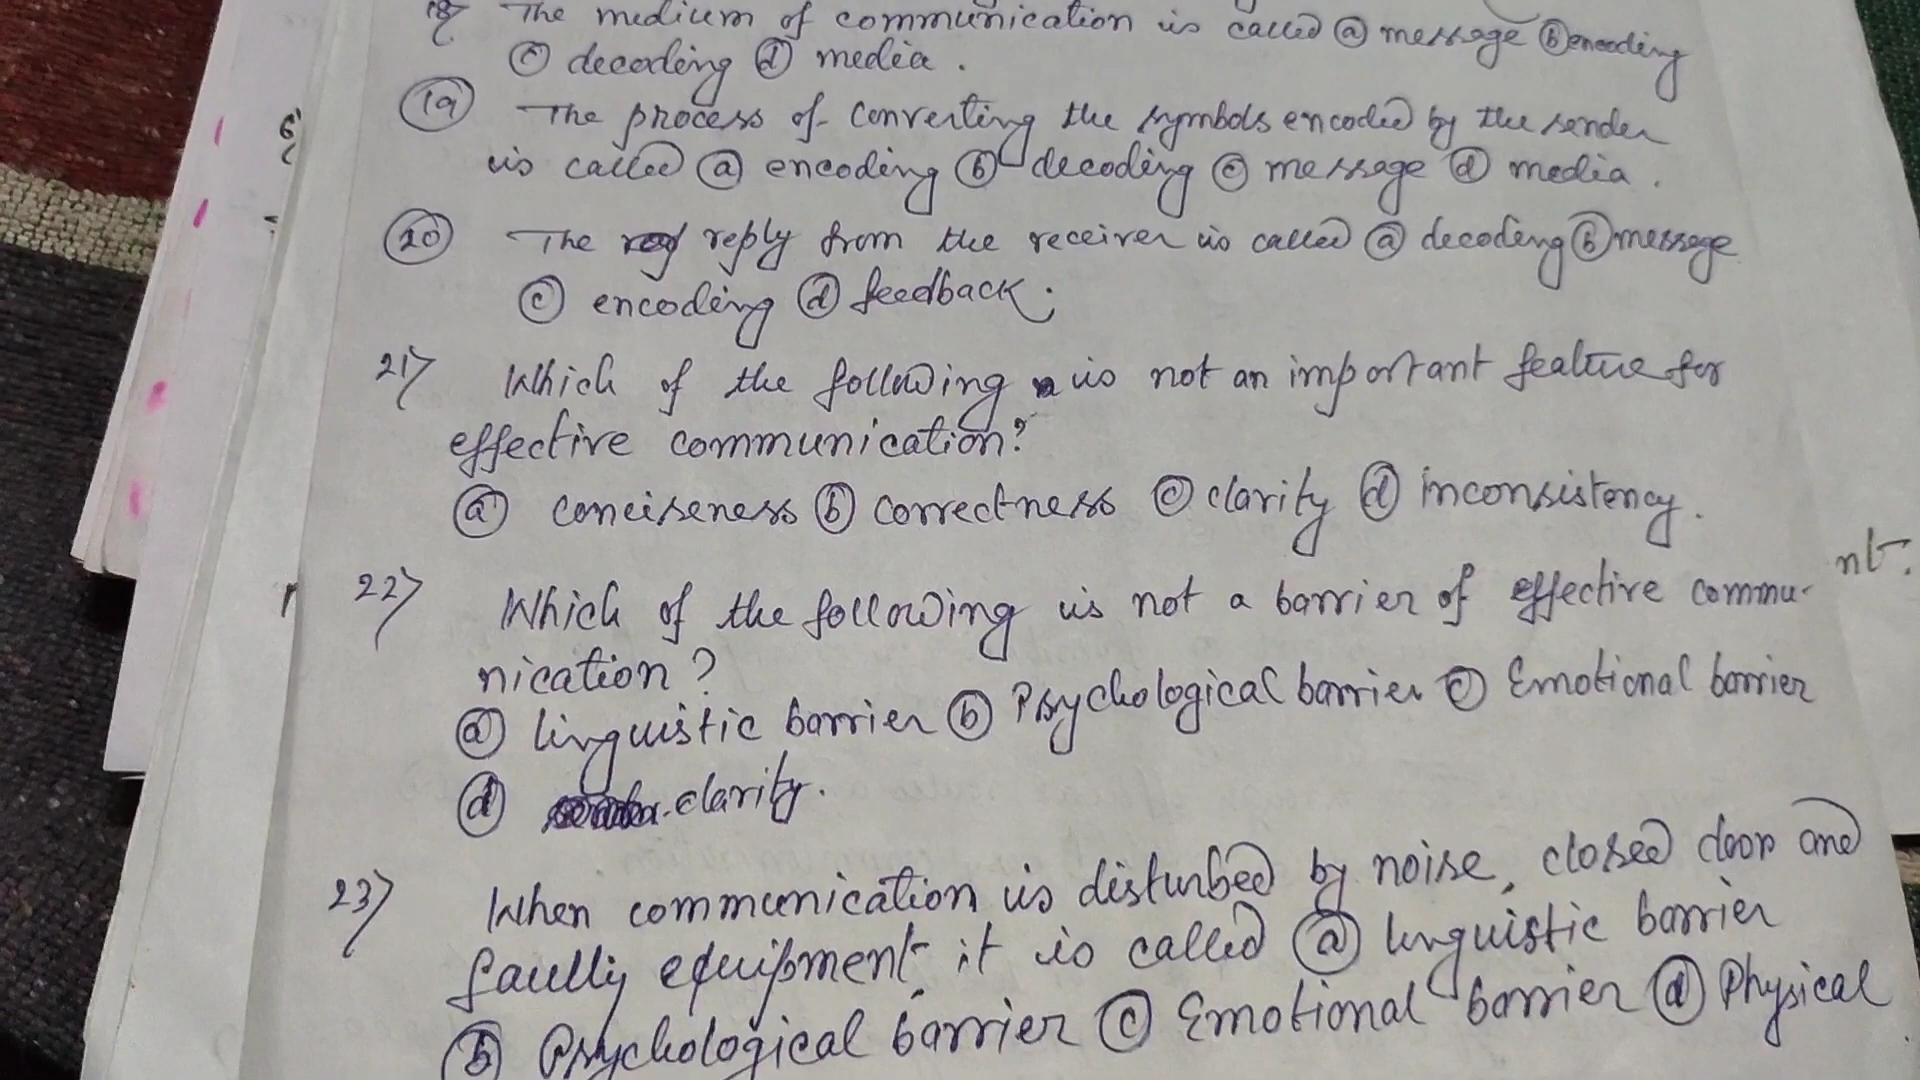 18) The medium of communication is called ⓐ message ⓑ encoding
ⓒ decoding ⓓ media.
19 The process of converting the symbols encoded by the sender
is called ⓐ encoding ⓑ decoding ⓒ message ⓓ media.
20 The reply from the receiver is called ⓐ decoding ⓑ message
ⓒ encoding ⓓ feedback.
21) Which of the following is not an important feature for
effective communication?
ⓐ conciseness ⓑ correctness ⓒ clarity ⓓ inconsistency.
nt.
22) Which of the following is not a barrier of effective commu-
nication?
ⓐ linguistic barrier ⓑ Psychological barrier ⓒ Emotional barrier
ⓓ clarity.
23) When communication is disturbed by noise, closed door and
faulty equipment it is called ⓐ linguistic barrier
ⓑ Psychological barrier ⓒ Emotional barrier ⓓ Physical